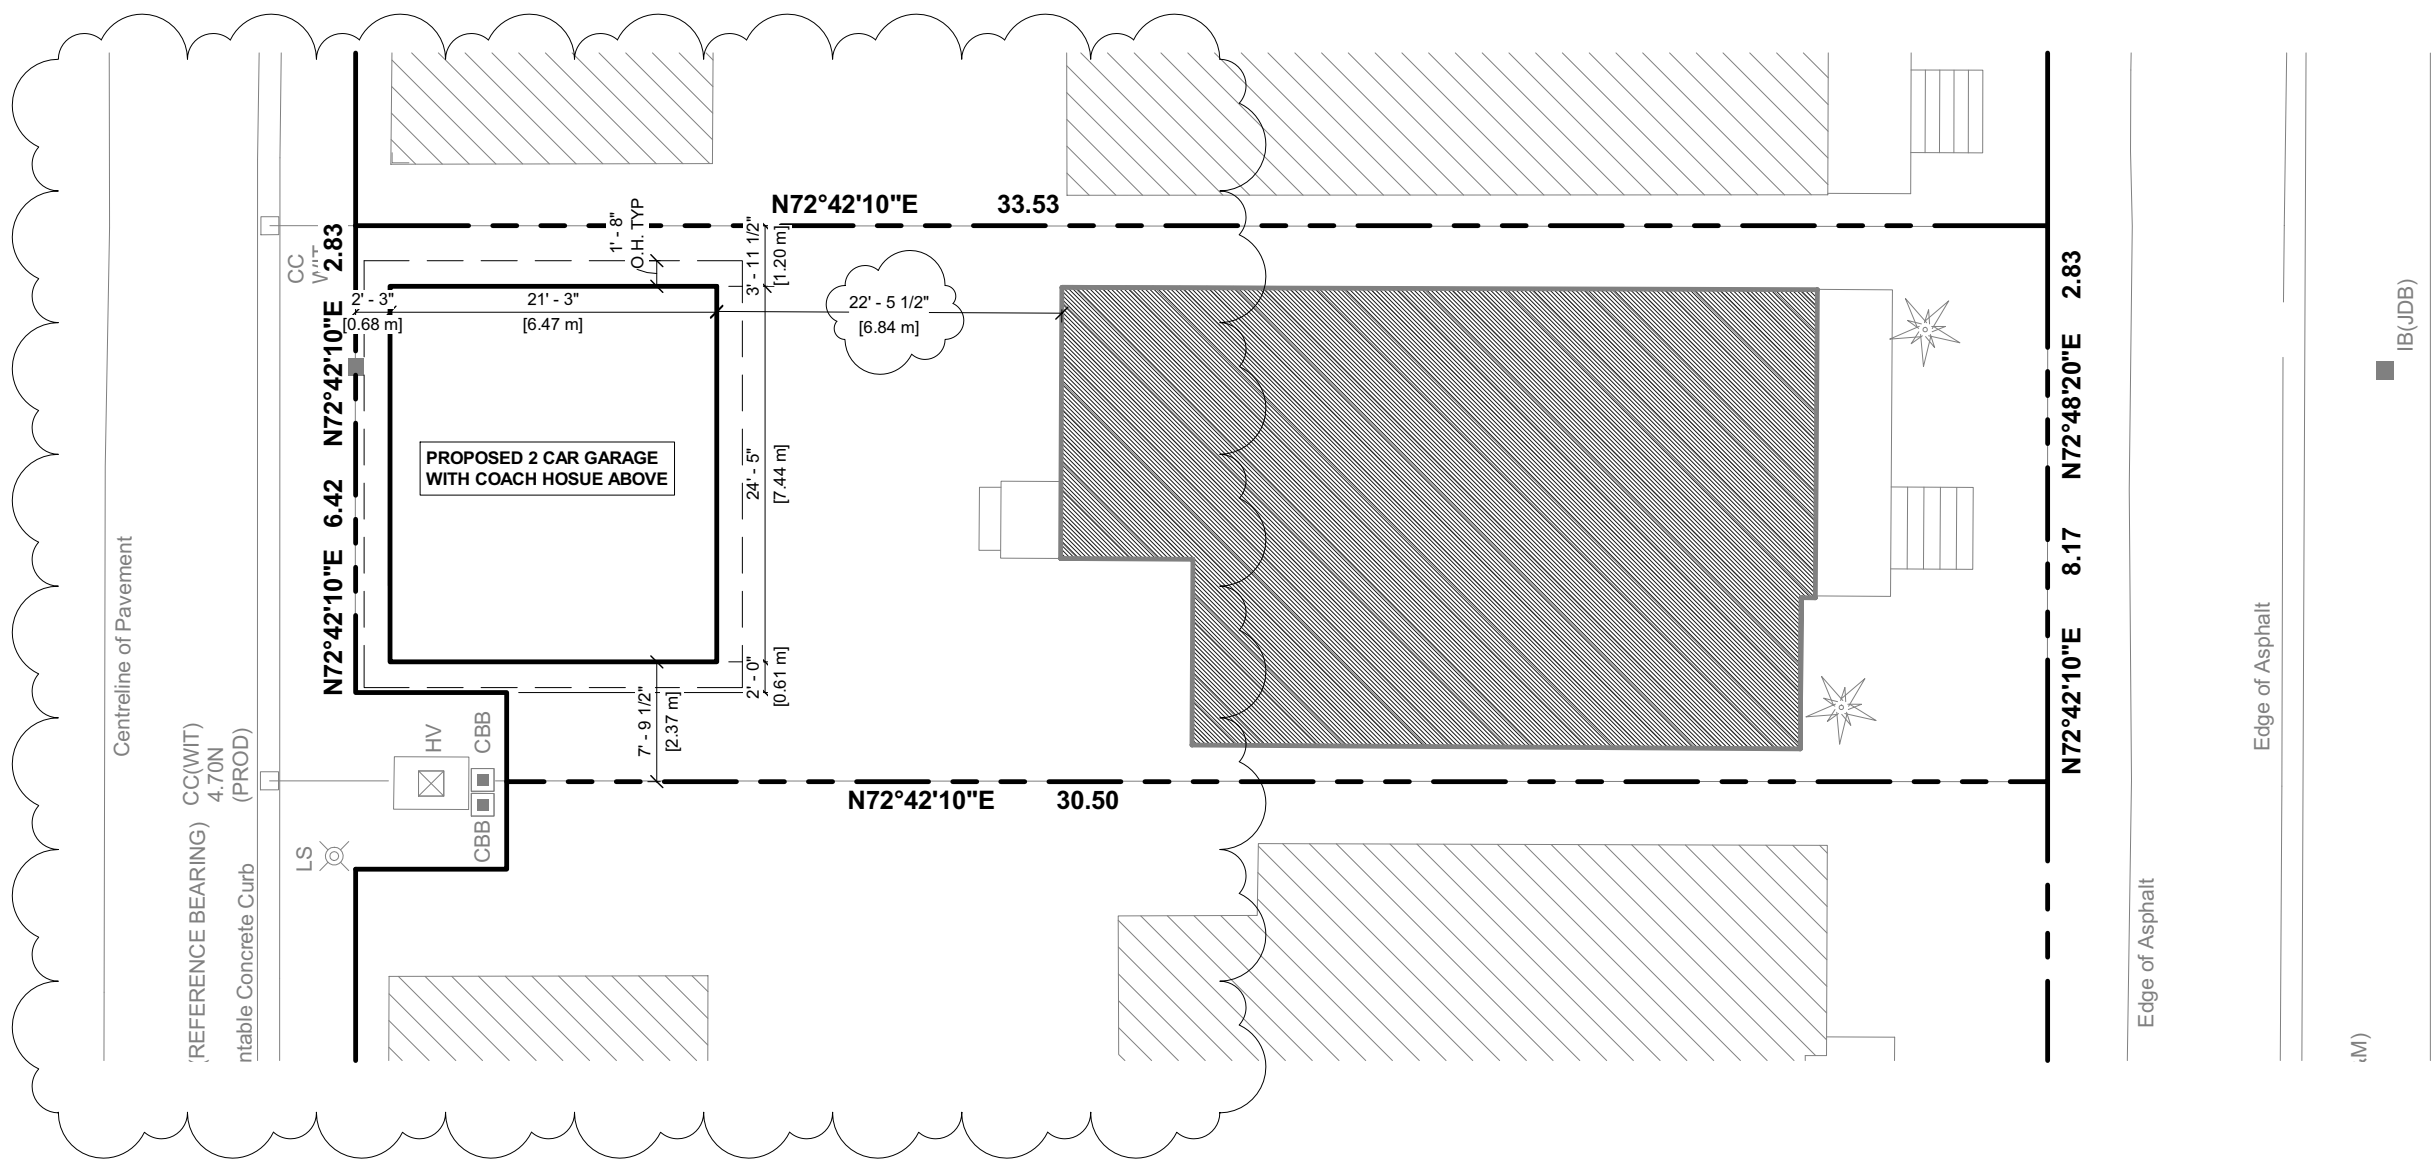 N72°42'10"E 33.53
2.83
CC
1' - 8"
O.H. TYP
3' - 11 1/2"
[1.20 m]
2' - 3"
[0.68 m]
21' - 3"
[6.47 m]
22' - 5 1/2"
[6.84 m]
N72°42'10"E
PROPOSED 2 CAR GARAGE
WITH COACH HOSUE ABOVE
24' - 5"
[7.44 m]
N72°42'10"E 6.42
2' - 0"
[0.61 m]
7' - 9 1/2"
[2.37 m]
Centreline of Pavement
HV
CBB
CBB
LS
CC(WIT)
4.70N
(PROD)
(REFERENCE BEARING)
ntable Concrete Curb
N72°42'10"E 30.50
N72°48'20"E 2.83
N72°42'10"E 8.17
Edge of Asphalt
Edge of Asphalt
IB(JDB)
M)